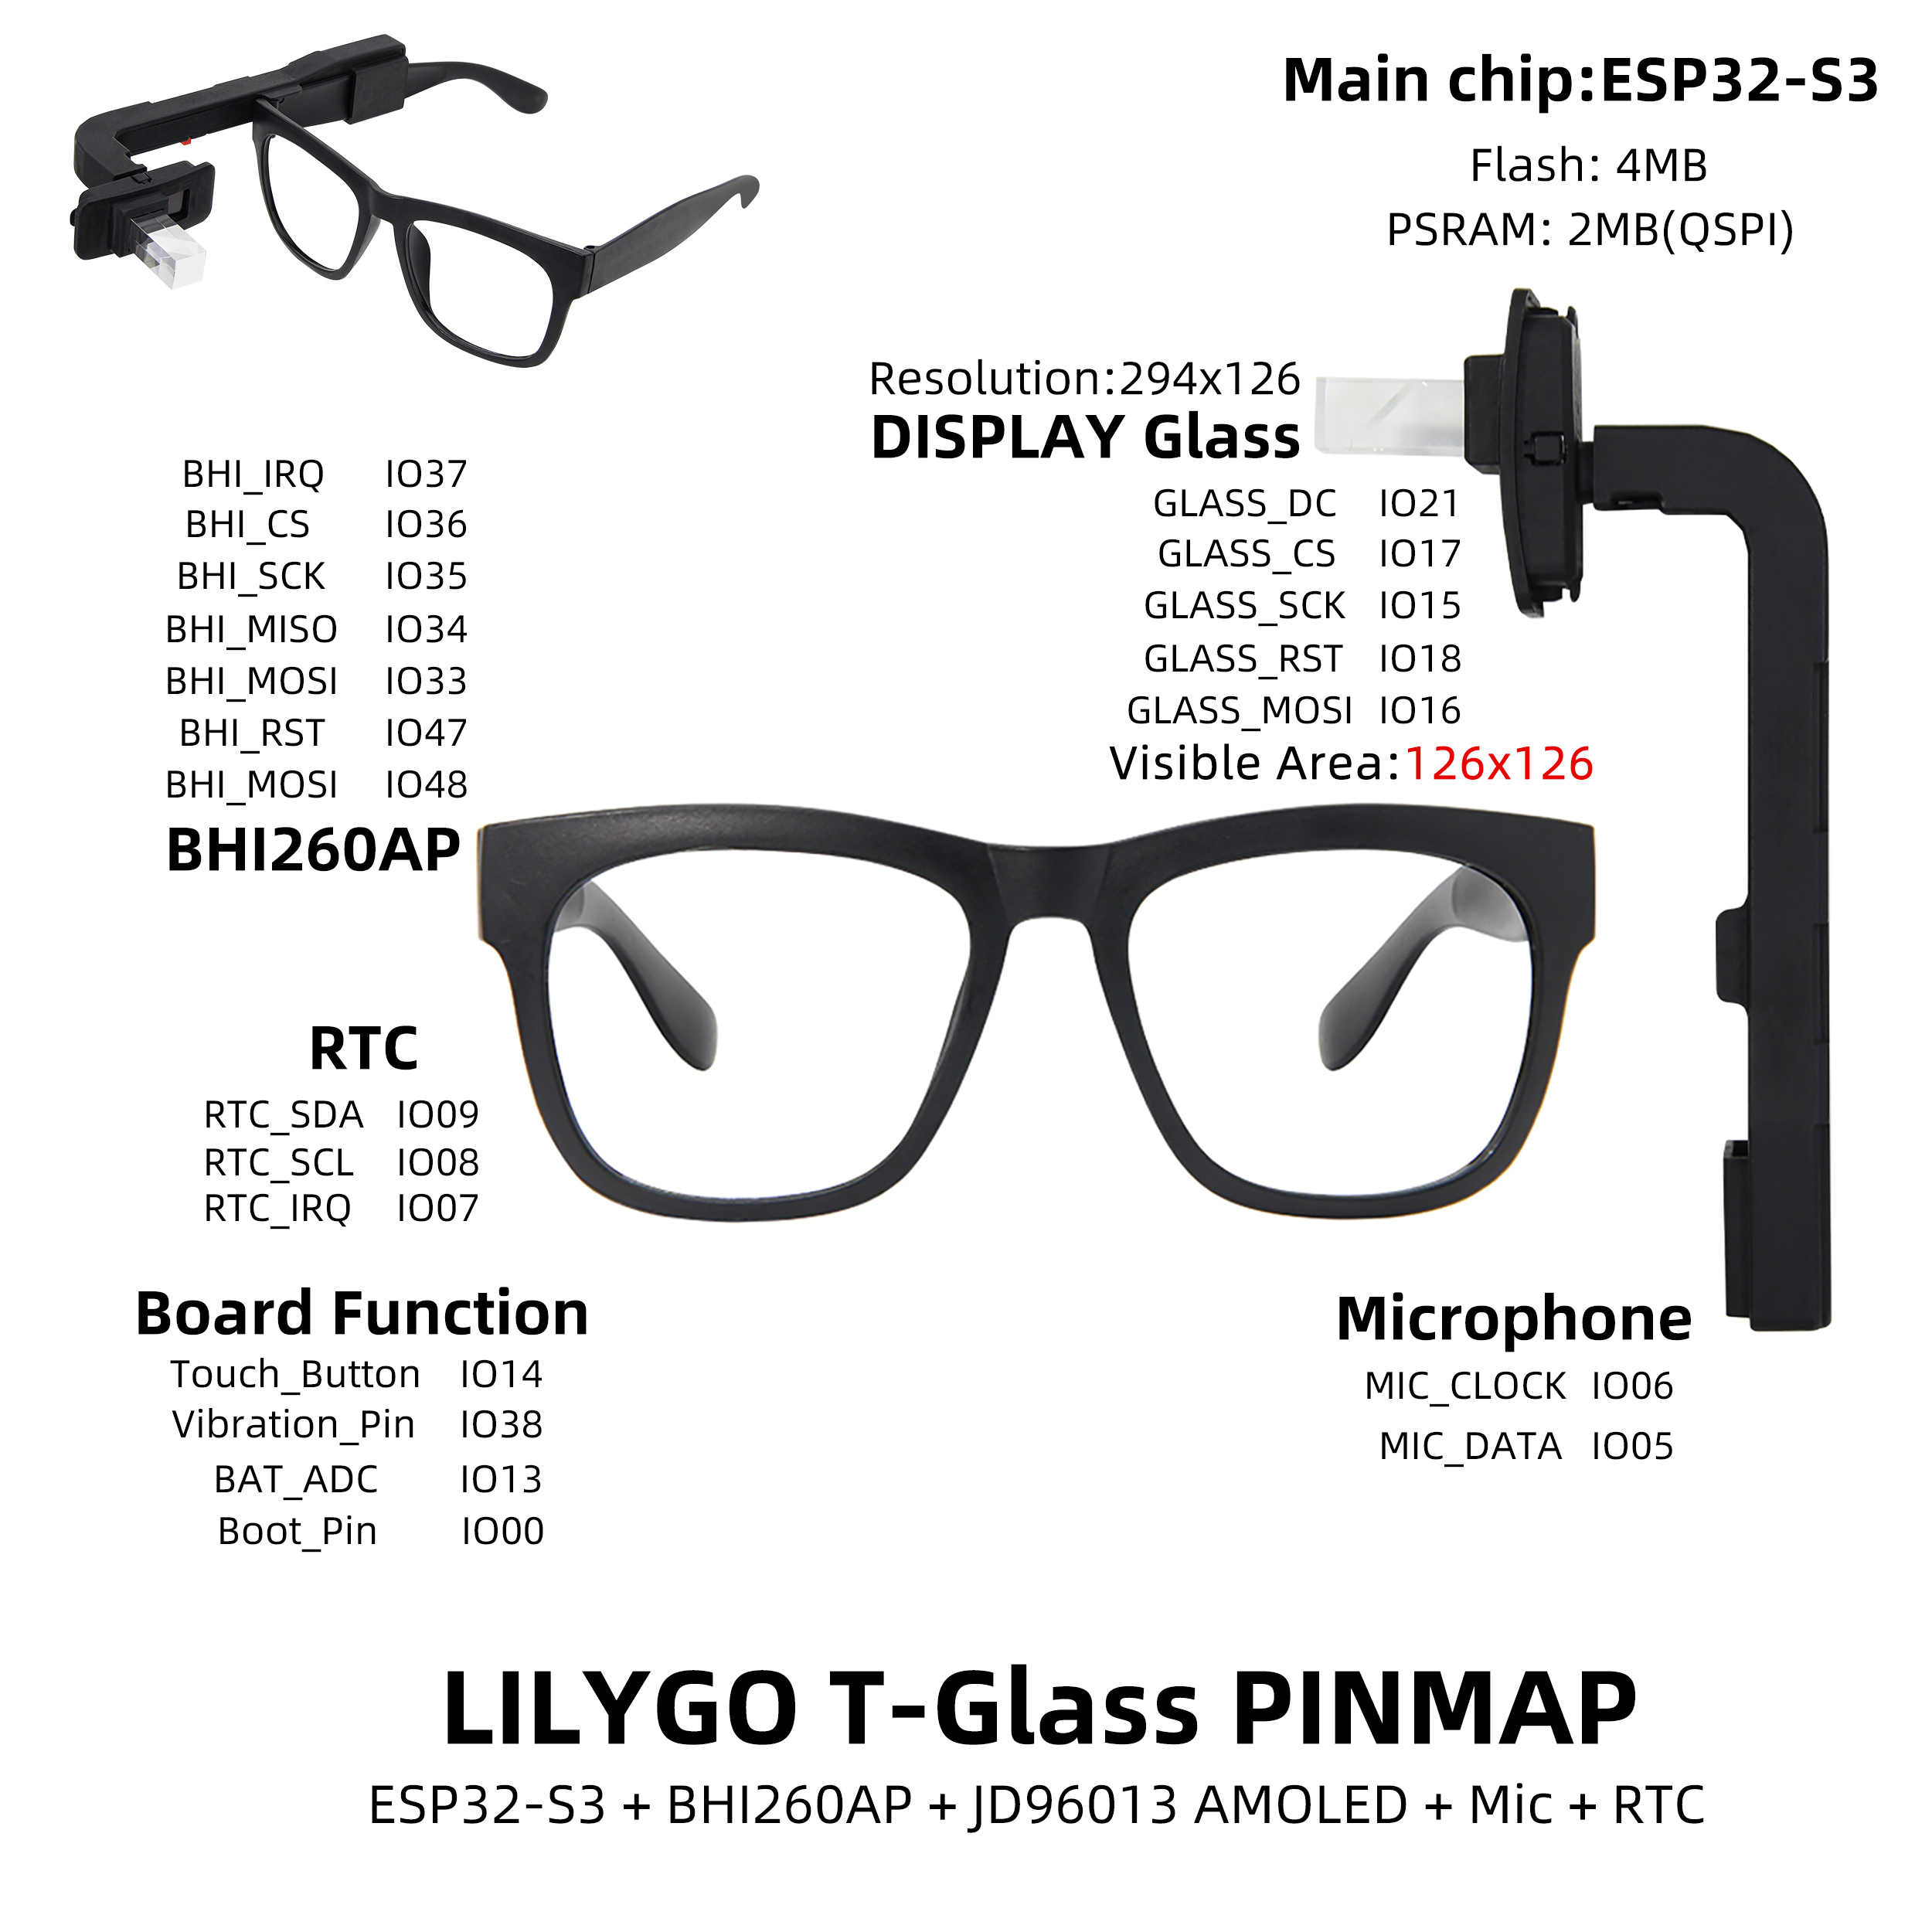 Main chip:ESP32-S3
Flash: 4MB
PSRAM: 2MB(QSPI)
Resolution:294x126
DISPLAY Glass
GLASS_DC IO21
GLASS_CS IO17
GLASS_SCK IO15
GLASS_RST IO18
GLASS_MOSI IO16
Visible Area:126x126
BHI_IRQ IO37
BHI_CS IO36
BHI_SCK IO35
BHI_MISO IO34
BHI_MOSI IO33
BHI_RST IO47
BHI_MOSI IO48
BHI260AP
RTC
RTC_SDA IO09
RTC_SCL IO08
RTC_IRQ IO07
Board Function
Touch_Button IO14
Vibration_Pin IO38
BAT_ADC IO13
Boot_Pin IO00
Microphone
MIC_CLOCK IO06
MIC_DATA IO05
LILYGO T-Glass PINMAP
ESP32-S3 + BHI260AP + JD96013 AMOLED + Mic + RTC